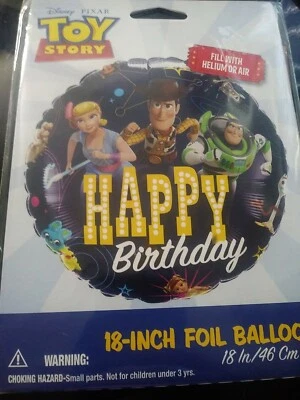 Disney PIXAR
TOY
STORY
FILL WITH
HELIUM OR AIR
HAPPY
Birthday
18-INCH FOIL BALLOO
18 In/46 Cm
WARNING:
CHOKING HAZARD-Small parts. Not for children under 3 yrs.